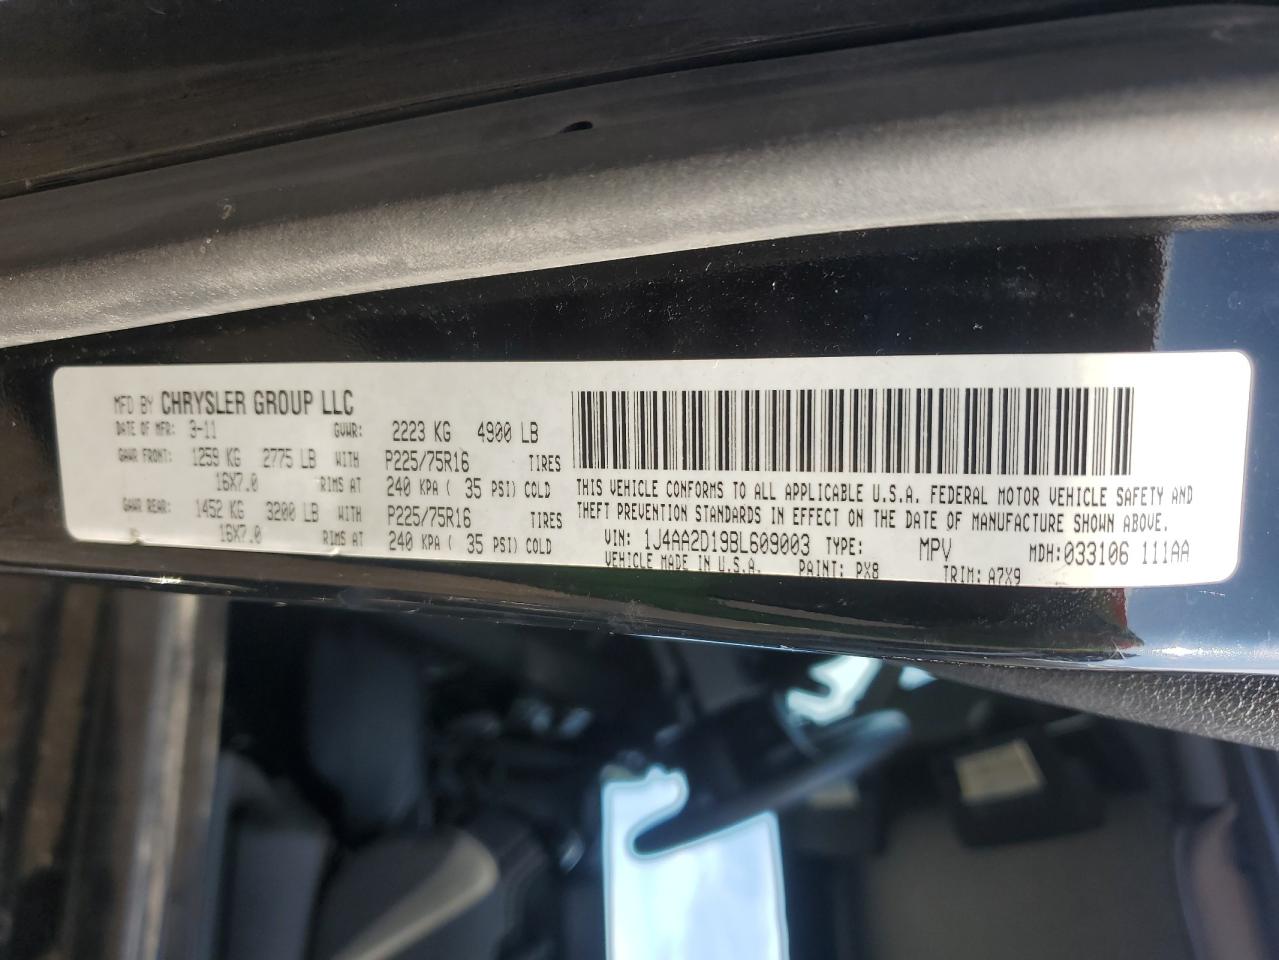 MFD BY CHRYSLER GROUP LLC
DATE OF MFR: 3-11 GVWR: 2223 KG 4900 LB
GAWR FRONT: 1259 KG 2775 LB WITH P225/75R16 TIRES
16X7.0 RIMS AT 240 KPA ( 35 PSI) COLD
GAWR REAR: 1452 KG 3200 LB WITH P225/75R16 TIRES
16X7.0 RIMS AT 240 KPA ( 35 PSI) COLD
THIS VEHICLE CONFORMS TO ALL APPLICABLE U.S.A. FEDERAL MOTOR VEHICLE SAFETY AND
THEFT PREVENTION STANDARDS IN EFFECT ON THE DATE OF MANUFACTURE SHOWN ABOVE.
VIN: 1J4AA2D19BL609003 TYPE: MPV MDH:033106 111AA
VEHICLE MADE IN U.S.A. PAINT: PX8 TRIM: A7X9